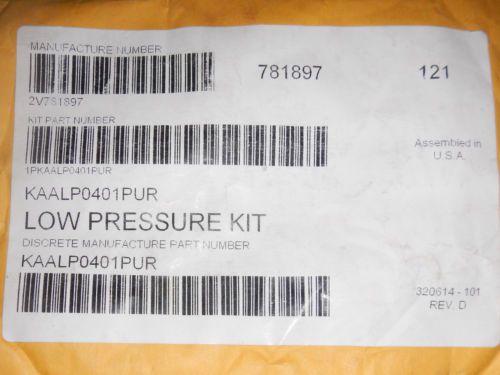 MANUFACTURE NUMBER
781897 121
2V781897
KIT PART NUMBER
Assembled in
U.S.A.
1PKAALP0401PUR
KAALP0401PUR
LOW PRESSURE KIT
DISCRETE MANUFACTURE PART NUMBER
KAALP0401PUR
320614 - 101
REV. D